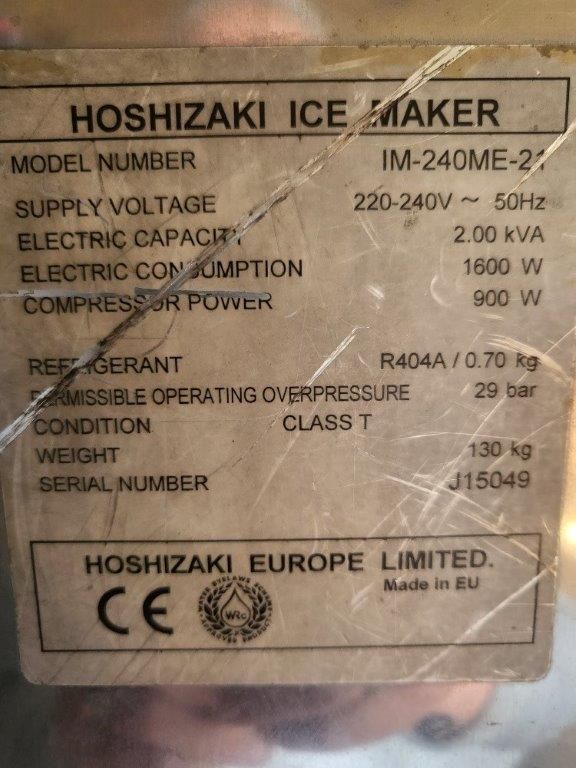 HOSHIZAKI ICE MAKER
MODEL NUMBER IM-240ME-21
SUPPLY VOLTAGE 220-240V ~ 50Hz
ELECTRIC CAPACITY 2.00 kVA
ELECTRIC CONSUMPTION 1600 W
COMPRESSOR POWER 900 W
REFRIGERANT R404A / 0.70 kg
PERMISSIBLE OPERATING OVERPRESSURE 29 bar
CONDITION CLASS T
WEIGHT 130 kg
SERIAL NUMBER J15049
HOSHIZAKI EUROPE LIMITED.
Made in EU
CE
WRc